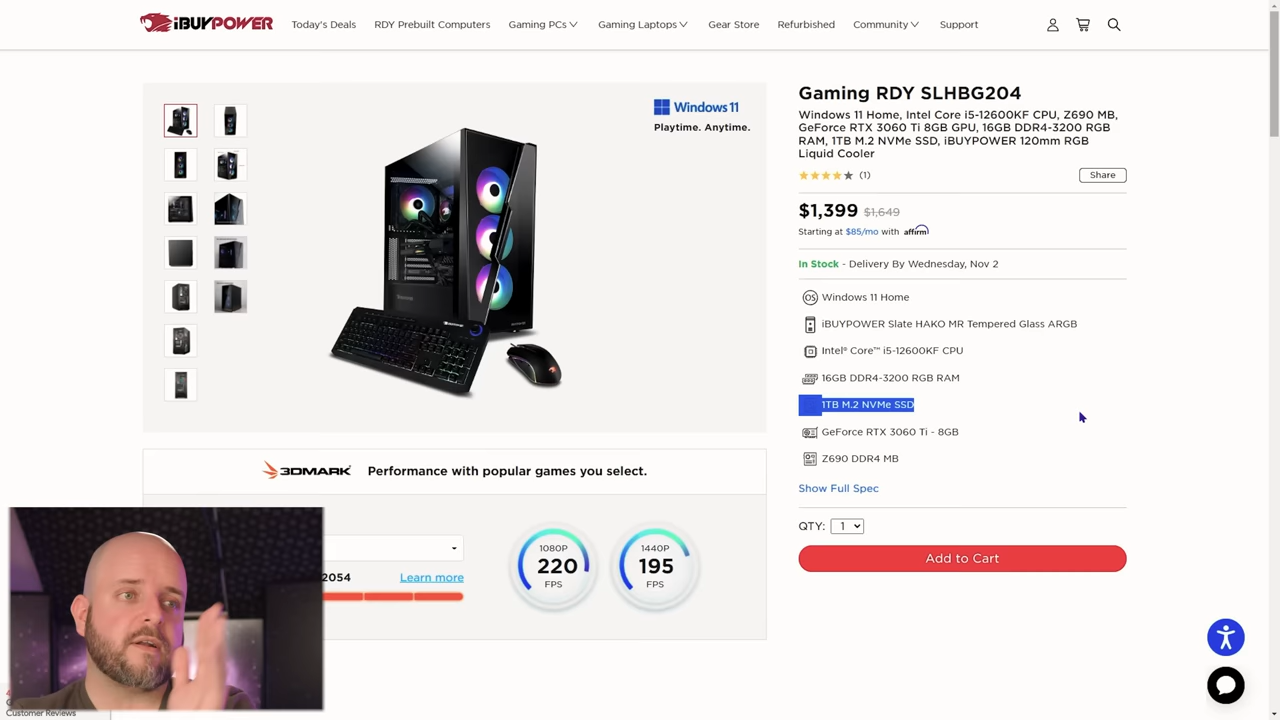 iBUYPOWER
Today's Deals RDY Prebuilt Computers Gaming PCs Gaming Laptops Gear Store Refurbished Community Support
Windows 11
Playtime. Anytime.
Gaming RDY SLHBG204
Windows 11 Home, Intel Core i5-12600KF CPU, Z690 MB,
GeForce RTX 3060 Ti 8GB GPU, 16GB DDR4-3200 RGB
RAM, 1TB M.2 NVMe SSD, iBUYPOWER 120mm RGB
Liquid Cooler
(1)
Share
$1,399 $1,649
Starting at $85/mo with affirm
In Stock - Delivery By Wednesday, Nov 2
OS Windows 11 Home
iBUYPOWER Slate HAKO MR Tempered Glass ARGB
Intel® Core™ i5-12600KF CPU
16GB DDR4-3200 RGB RAM
1TB M.2 NVMe SSD
GeForce RTX 3060 Ti - 8GB
Z690 DDR4 MB
Show Full Spec
QTY: 1
Add to Cart
3DMARK Performance with popular games you select.
1080P
220
FPS
1440P
195
FPS
2054 Learn more
Customer Reviews